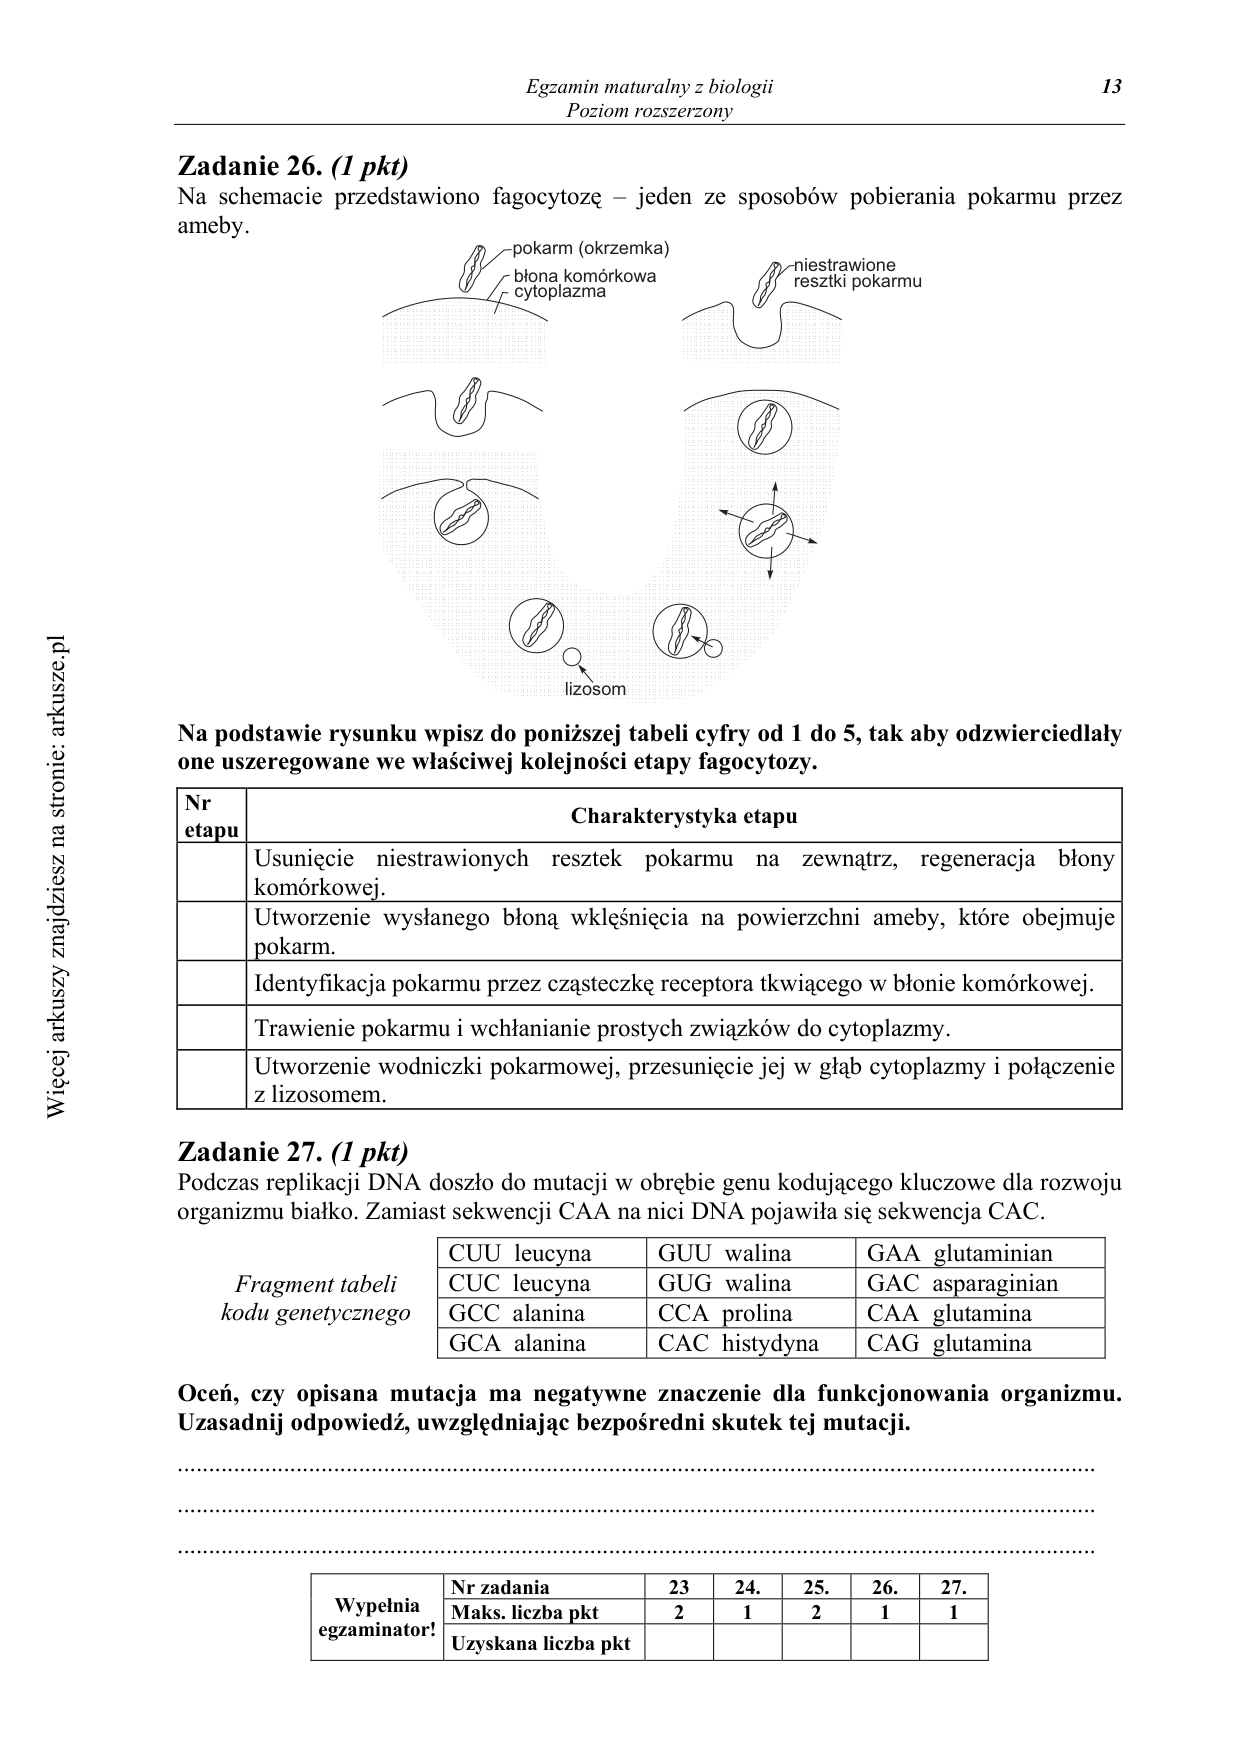 Egzamin maturalny z biologii
Poziom rozszerzony
13
Zadanie 26. (1 pkt)
Na schemacie przedstawiono fagocytozę – jeden ze sposobów pobierania pokarmu przez
ameby.
pokarm (okrzemka)
błona komórkowa
cytoplazma
niestrawione
resztki pokarmu
lizosom
Na podstawie rysunku wpisz do poniższej tabeli cyfry od 1 do 5, tak aby odzwierciedlały
one uszeregowane we właściwej kolejności etapy fagocytozy.
Nr
etapu
Charakterystyka etapu
Usunięcie niestrawionych resztek pokarmu na zewnątrz, regeneracja błony
komórkowej.
Utworzenie wysłanego błoną wklęśnięcia na powierzchni ameby, które obejmuje
pokarm.
Identyfikacja pokarmu przez cząsteczkę receptora tkwiącego w błonie komórkowej.
Trawienie pokarmu i wchłanianie prostych związków do cytoplazmy.
Utworzenie wodniczki pokarmowej, przesunięcie jej w głąb cytoplazmy i połączenie
z lizosomem.
Zadanie 27. (1 pkt)
Podczas replikacji DNA doszło do mutacji w obrębie genu kodującego kluczowe dla rozwoju
organizmu białko. Zamiast sekwencji CAA na nici DNA pojawiła się sekwencja CAC.
Fragment tabeli
kodu genetycznego
CUU leucyna GUU walina GAA glutaminian
CUC leucyna GUG walina GAC asparaginian
GCC alanina CCA prolina CAA glutamina
GCA alanina CAC histydyna CAG glutamina
Oceń, czy opisana mutacja ma negatywne znaczenie dla funkcjonowania organizmu.
Uzasadnij odpowiedź, uwzględniając bezpośredni skutek tej mutacji.
Wypełnia
egzaminator!
Nr zadania 23 24. 25. 26. 27.
Maks. liczba pkt 2 1 2 1 1
Uzyskana liczba pkt
Więcej arkuszy znajdziesz na stronie: arkusze.pl